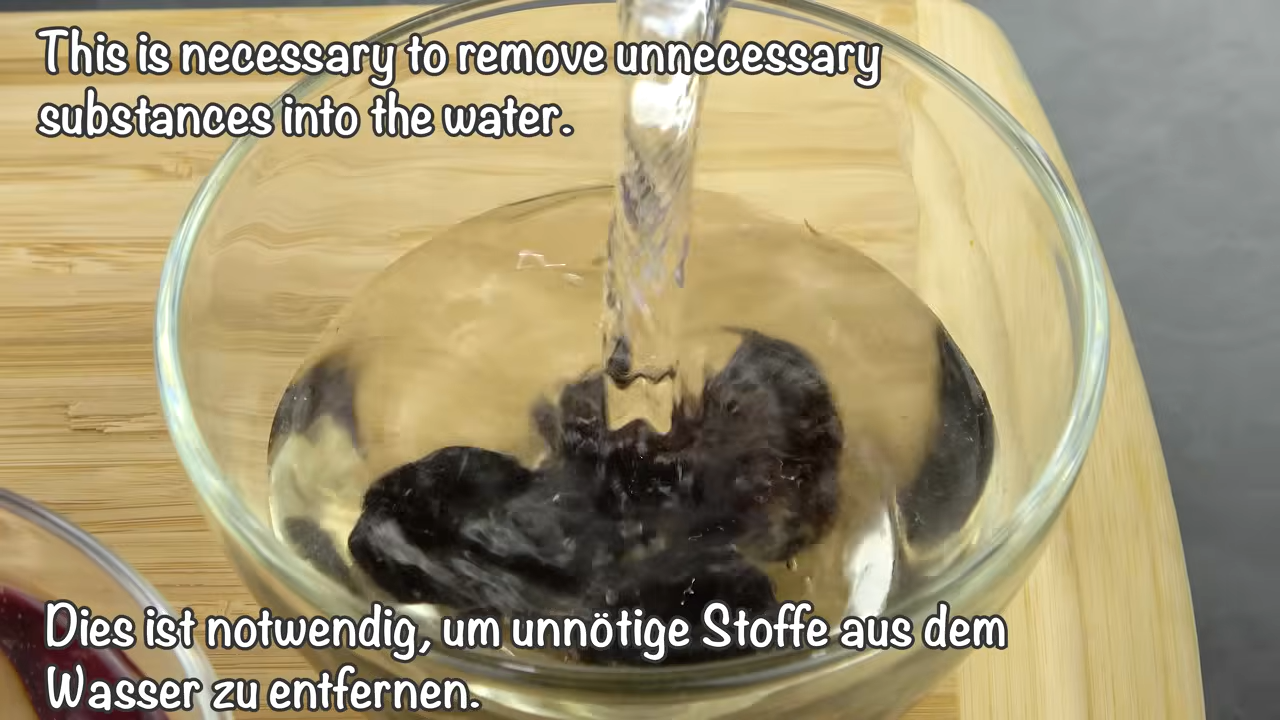 This is necessary to remove unnecessary
substances into the water.
Dies ist notwendig, um unnötige Stoffe aus dem
Wasser zu entfernen.